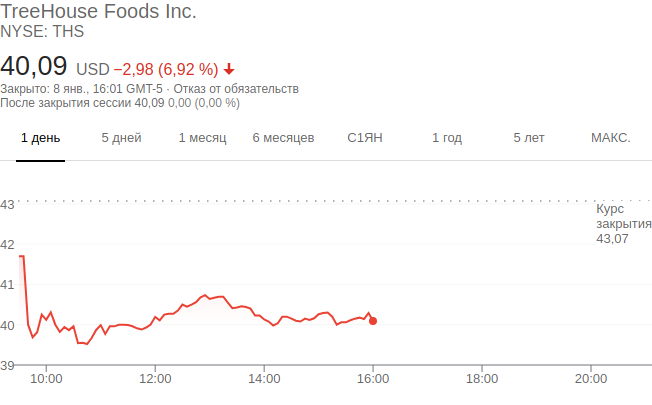 TreeHouse Foods Inc.
NYSE: THS
40,09 USD −2,98 (6,92 %)
Закрыто: 8 янв., 16:01 GMT-5 · Отказ от обязательств
После закрытия сессии 40,09 0,00 (0,00 %)
1 день 5 дней 1 месяц 6 месяцев С1ЯН 1 год 5 лет МАКС.
43
Курс
закрытия
43,07
42
41
40
39
10:00 12:00 14:00 16:00 18:00 20:00